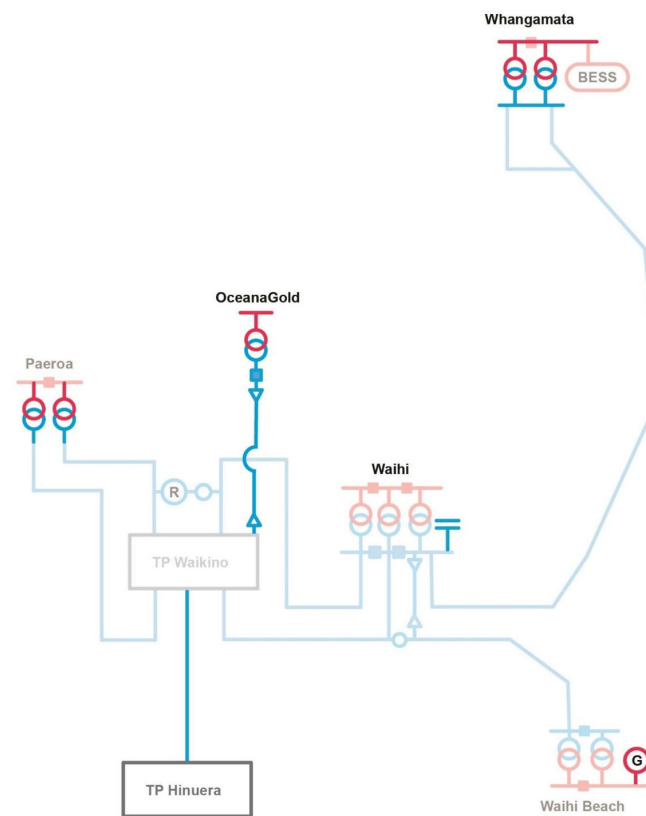 Whangamata
BESS
OceanaGold
Paeroa
Waihi
R
TP Waikino
G
TP Hinuera
Waihi Beach